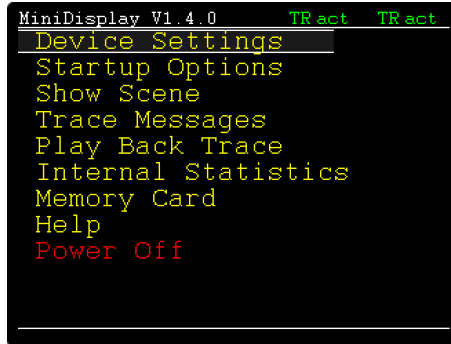 MiniDisplay V1.4.0 TR act TR act
Device Settings
Startup Options
Show Scene
Trace Messages
Play Back Trace
Internal Statistics
Memory Card
Help
Power Off